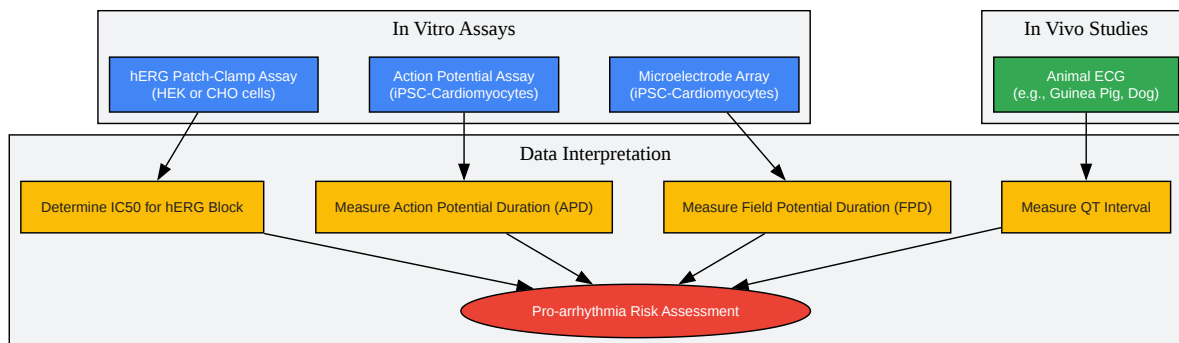 In Vitro Assays
In Vivo Studies
hERG Patch-Clamp Assay
(HEK or CHO cells)
Action Potential Assay
(iPSC-Cardiomyocytes)
Microelectrode Array
(iPSC-Cardiomyocytes)
Animal ECG
(e.g., Guinea Pig, Dog)
Data Interpretation
Determine IC50 for hERG Block
Measure Action Potential Duration (APD)
Measure Field Potential Duration (FPD)
Measure QT Interval
Pro-arrhythmia Risk Assessment